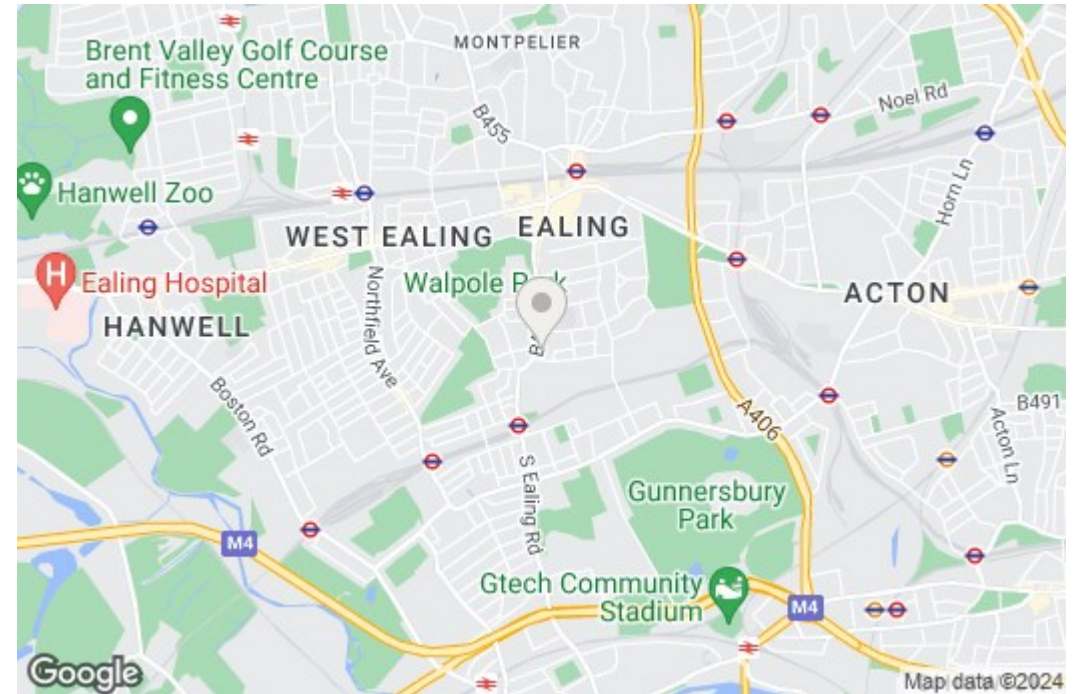 MONTPELIER
Brent Valley Golf Course
and Fitness Centre
Noel Rd
B455
Horn Ln
Hanwell Zoo
WEST EALING
EALING
H
Ealing Hospital
Walpole
ACTON
HANWELL
Northfield Ave
Boston Rd
A406
B491
Acton Ln
S Ealing Rd
Gunnersbury
Park
M4
Gtech Community
Stadium
M4
Google
Map data ©2024